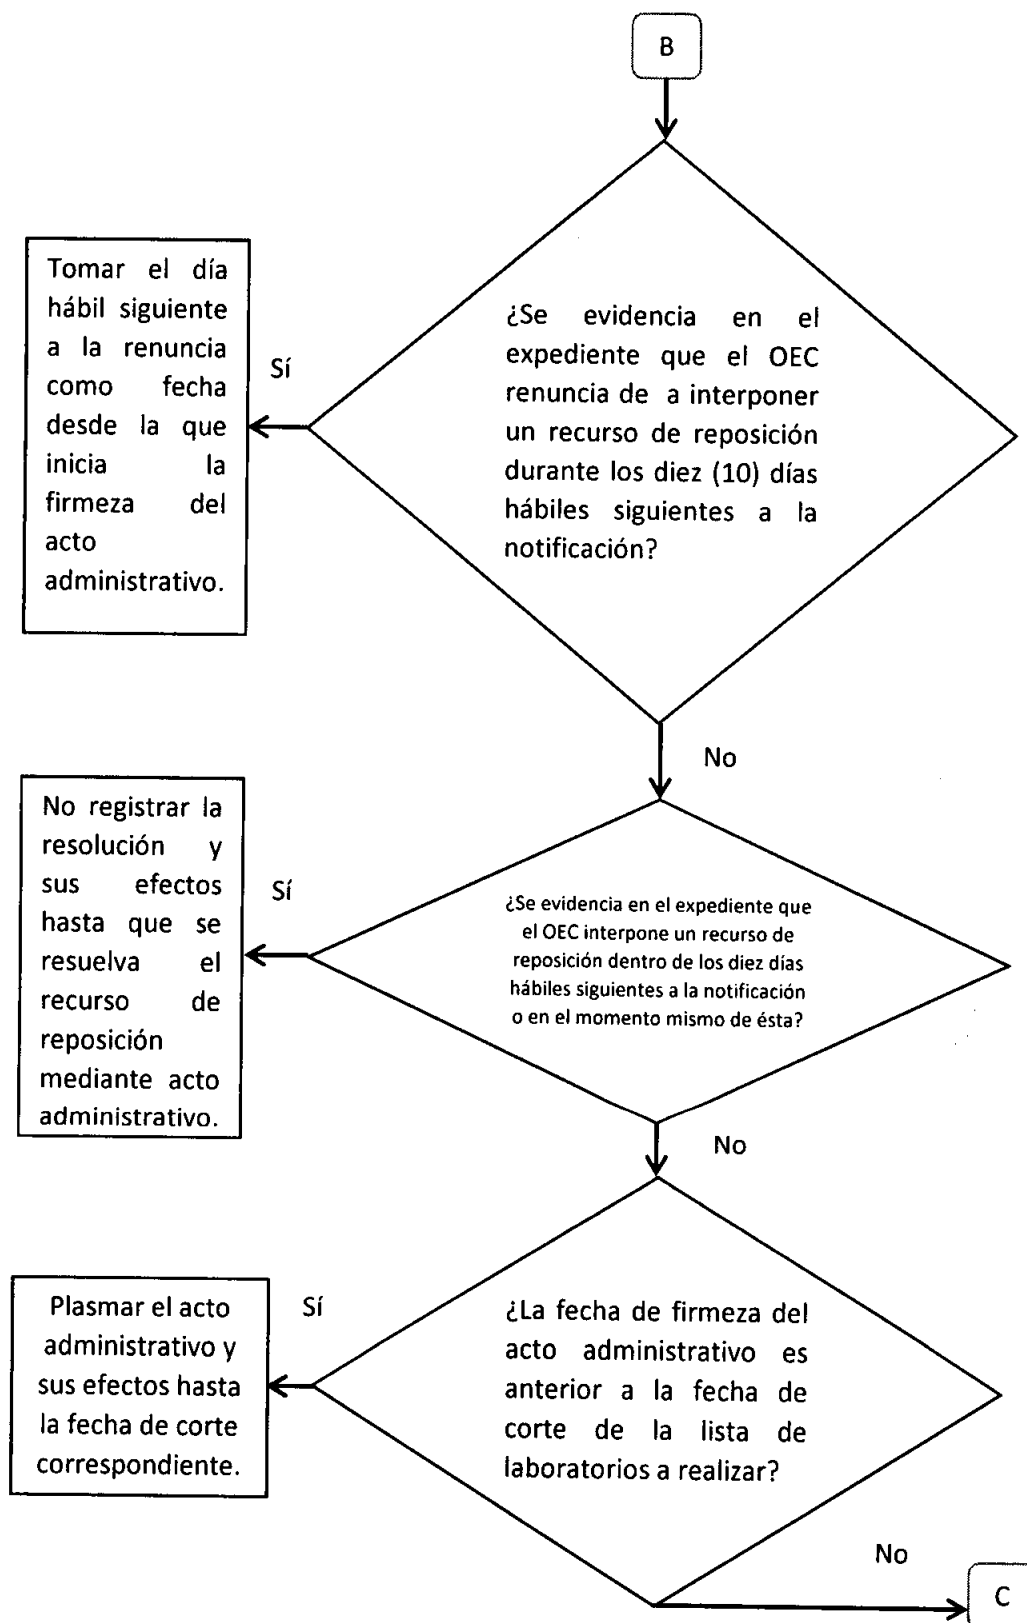 B
¿Se evidencia en el
expediente que el OEC
renuncia de a interponer
un recurso de reposición
durante los diez (10) días
hábiles siguientes a la
notificación?
Sí
Tomar el día
hábil siguiente
a la renuncia
como fecha
desde la que
inicia la
firmeza del
acto
administrativo.
No
¿Se evidencia en el expediente que
el OEC interpone un recurso de
reposición dentro de los diez días
hábiles siguientes a la notificación
o en el momento mismo de ésta?
Sí
No registrar la
resolución y
sus efectos
hasta que se
resuelva el
recurso de
reposición
mediante acto
administrativo.
No
¿La fecha de firmeza del
acto administrativo es
anterior a la fecha de
corte de la lista de
laboratorios a realizar?
Sí
Plasmar el acto
administrativo y
sus efectos hasta
la fecha de corte
correspondiente.
No
C